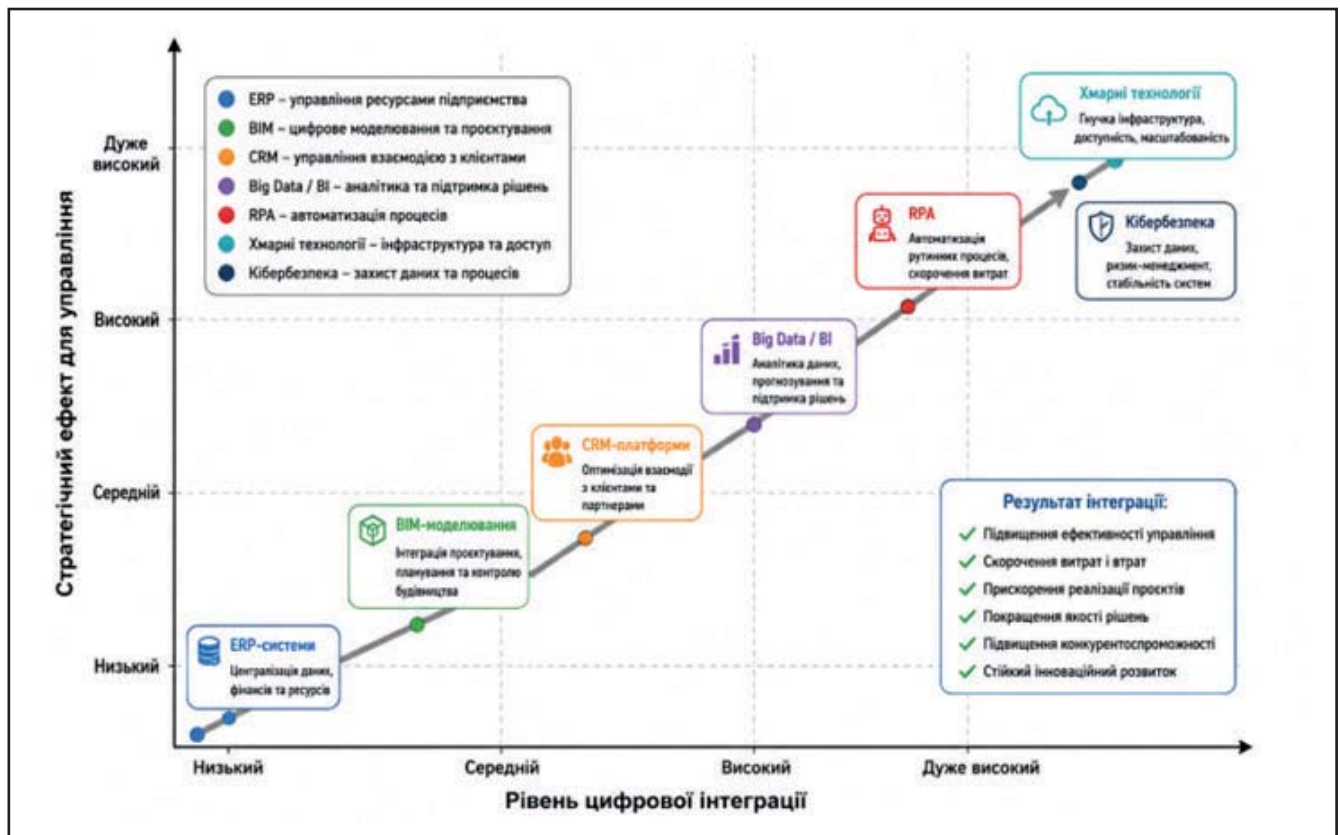 Стратегічний ефект для управління
Дуже
високий
Високий
Середній
Низький
ERP – управління ресурсами підприємства
BIM – цифрове моделювання та проєктування
CRM – управління взаємодією з клієнтами
Big Data / BI – аналітика та підтримка рішень
RPA – автоматизація процесів
Хмарні технології – інфраструктура та доступ
Кібербезпека – захист даних та процесів
Хмарні технології
Гнучка інфраструктура,
доступність, масштабованість
Кібербезпека
Захист даних,
ризик-менеджмент,
стабільність систем
RPA
Автоматизація
рутинних процесів,
скорочення витрат
Big Data / BI
Аналітика даних,
прогнозування та
підтримка рішень
CRM-платформи
Оптимізація взаємодії
з клієнтами та
партнерами
BIM-моделювання
Інтеграція проєктування,
планування та контролю
будівництва
ERP-системи
Централізація даних,
фінансів та ресурсів
Результат інтеграції:
Підвищення ефективності управління
Скорочення витрат і втрат
Прискорення реалізації проєктів
Покращення якості рішень
Підвищення конкурентоспроможності
Стійкий інноваційний розвиток
Низький
Середній
Високий
Дуже високий
Рівень цифрової інтеграції